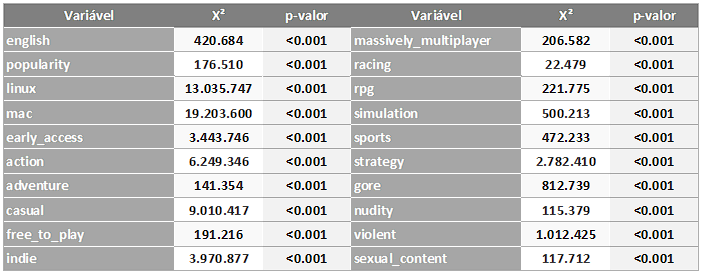 Variável X² p-valor Variável X² p-valor
english 420.684 <0.001 massively_multiplayer 206.582 <0.001
popularity 176.510 <0.001 racing 22.479 <0.001
linux 13.035.747 <0.001 rpg 221.775 <0.001
mac 19.203.600 <0.001 simulation 500.213 <0.001
early_access 3.443.746 <0.001 sports 472.233 <0.001
action 6.249.346 <0.001 strategy 2.782.410 <0.001
adventure 141.354 <0.001 gore 812.739 <0.001
casual 9.010.417 <0.001 nudity 115.379 <0.001
free_to_play 191.216 <0.001 violent 1.012.425 <0.001
indie 3.970.877 <0.001 sexual_content 117.712 <0.001